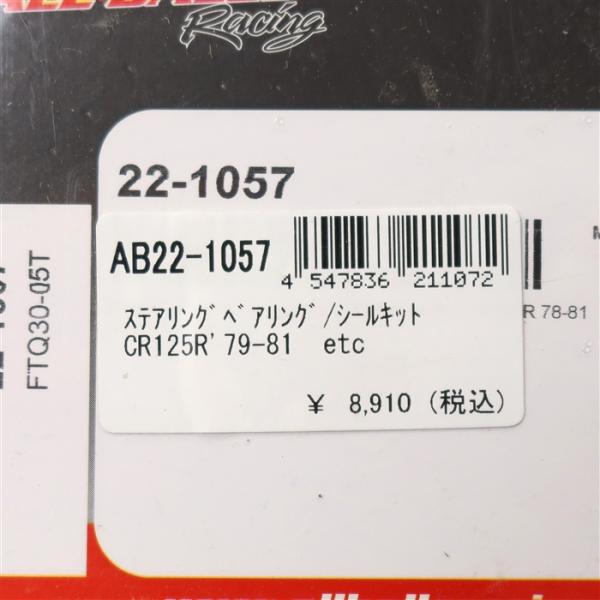 Racing
22-1057
AB22-1057
4 547836 211072
ｽﾃｱﾘﾝｸﾞﾍﾞｱﾘﾝｸﾞ/ｼｰﾙｷｯﾄ
CR125R'79-81 etc
¥ 8,910 (税込)
R 78-81
FTQ30-05T